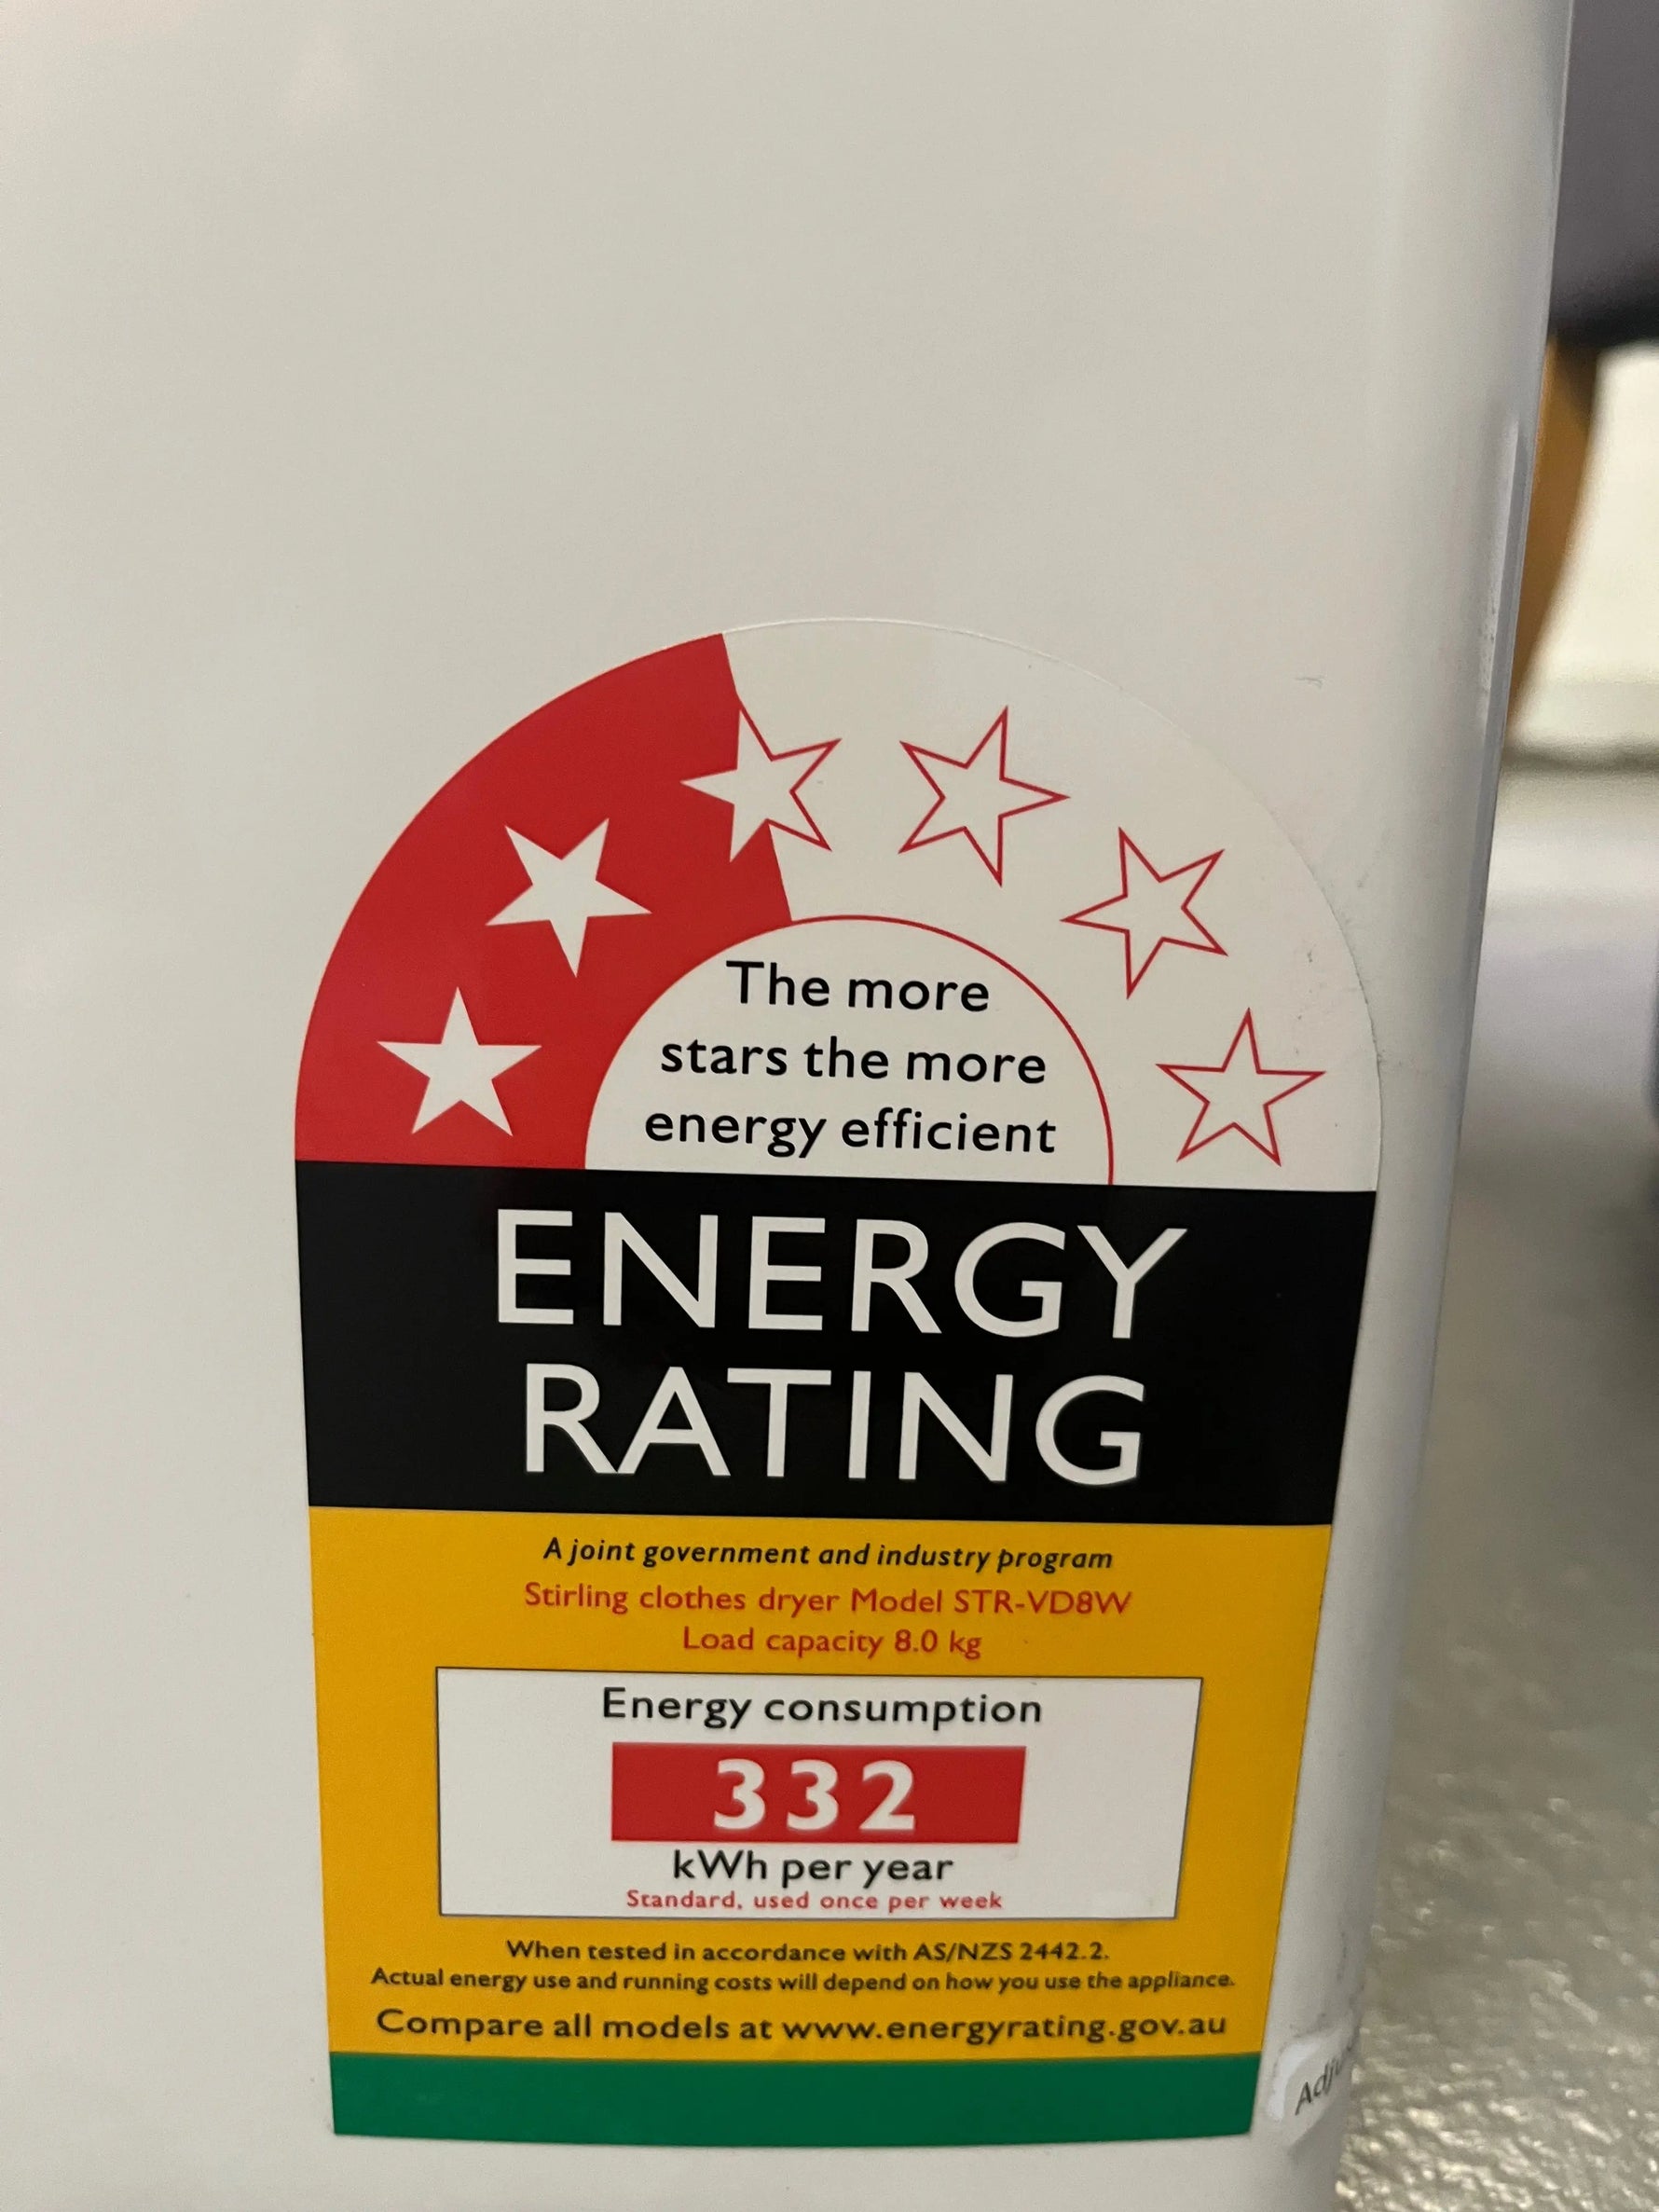 The more
stars the more
energy efficient
ENERGY
RATING
A joint government and industry program
Stirling clothes dryer Model STR-VD8W
Load capacity 8.0 kg
Energy consumption
332
kWh per year
Standard, used once per week
When tested in accordance with AS/NZS 2442.2.
Actual energy use and running costs will depend on how you use the appliance.
Compare all models at www.energyrating.gov.au